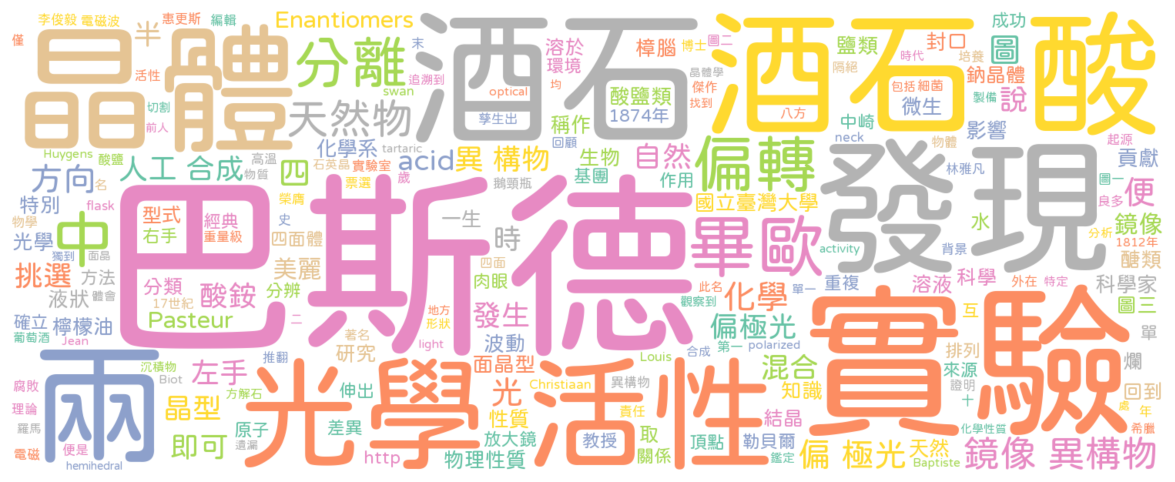 李俊毅 電磁波 惠更斯 編輯 Enantiomers 成功
僅 晶體 半 分離 酒石 溶於 樟腦 博士 圖二 酒石酸 鹽類 封口 圖 時代 培養
活性 追溯到 末 環境 optical 隔絕 晶體學
切割 swan 均 酸鹽類 找到 傑作 包括 細菌 鈉晶體 說
前人 天然物 孿生出 稱作 1874年 八方 製備 微生
Huygens 酸鹽 高溫 化學系 tartaric 回顧 中崎 neck 影響 物體 起源
人工 合成 四 石英晶 實驗室 acid 異 構物 生物 自然 偏轉 發現 林雅凡 貢獻
方向 物質 票選 歲 鵝頸瓶 基團 作用 圖一
特別 名 flask 型式 經典 榮膺 一生 國立臺灣大學 水 便 良多
物學 中 右手 重量級 史 四面體 時 畢歐 activity 背景 鏡像 分析
光學 獨到 面晶 巴斯德 1812年
挑選 方法 分類 美麗 四面 肉眼 此名 單一 重複 科學 外在 特定 醣類
液狀 體會 17世紀 酸銨 分辨 觀察到 溶液 科學家
確立 檸檬油 二 地方 發生 化學 實驗 互 圖三
葡萄酒 Jean Pasteur 著名 形狀 波動 偏極光 第一 polarized 排列 單
兩 沉積物 Biot 推翻 研究 light Louis 合成 混合 來源 爛
腐敗 左手 方解石 光學活性 面晶型 光 Christiaan 異構物 知識 證明 回到
理論 晶型 伸出 性質 責任 結晶 十 處 年
羅馬 原子 差異 放大鏡 取 頂點 勒貝爾 化學性質 希臘
電磁 便是 即可 遺漏 http 教授 關係 偏 極光 天然 鏡像 異構物
hemihedral 物理性質 鑑定 Baptiste